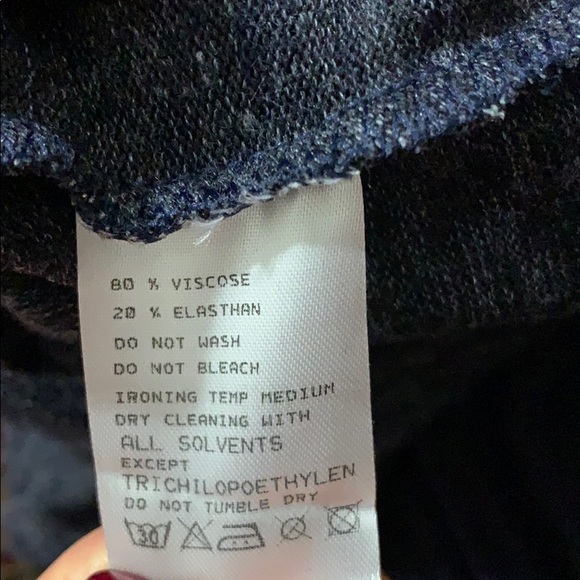 80 % VISCOSE
20 % ELASTHAN
DO NOT WASH
DO NOT BLEACH
IRONING TEMP MEDIUM
DRY CLEANING WITH
ALL SOLVENTS
EXCEPT
TRICHILOPOETHYLEN
DO NOT TUMBLE DRY
30